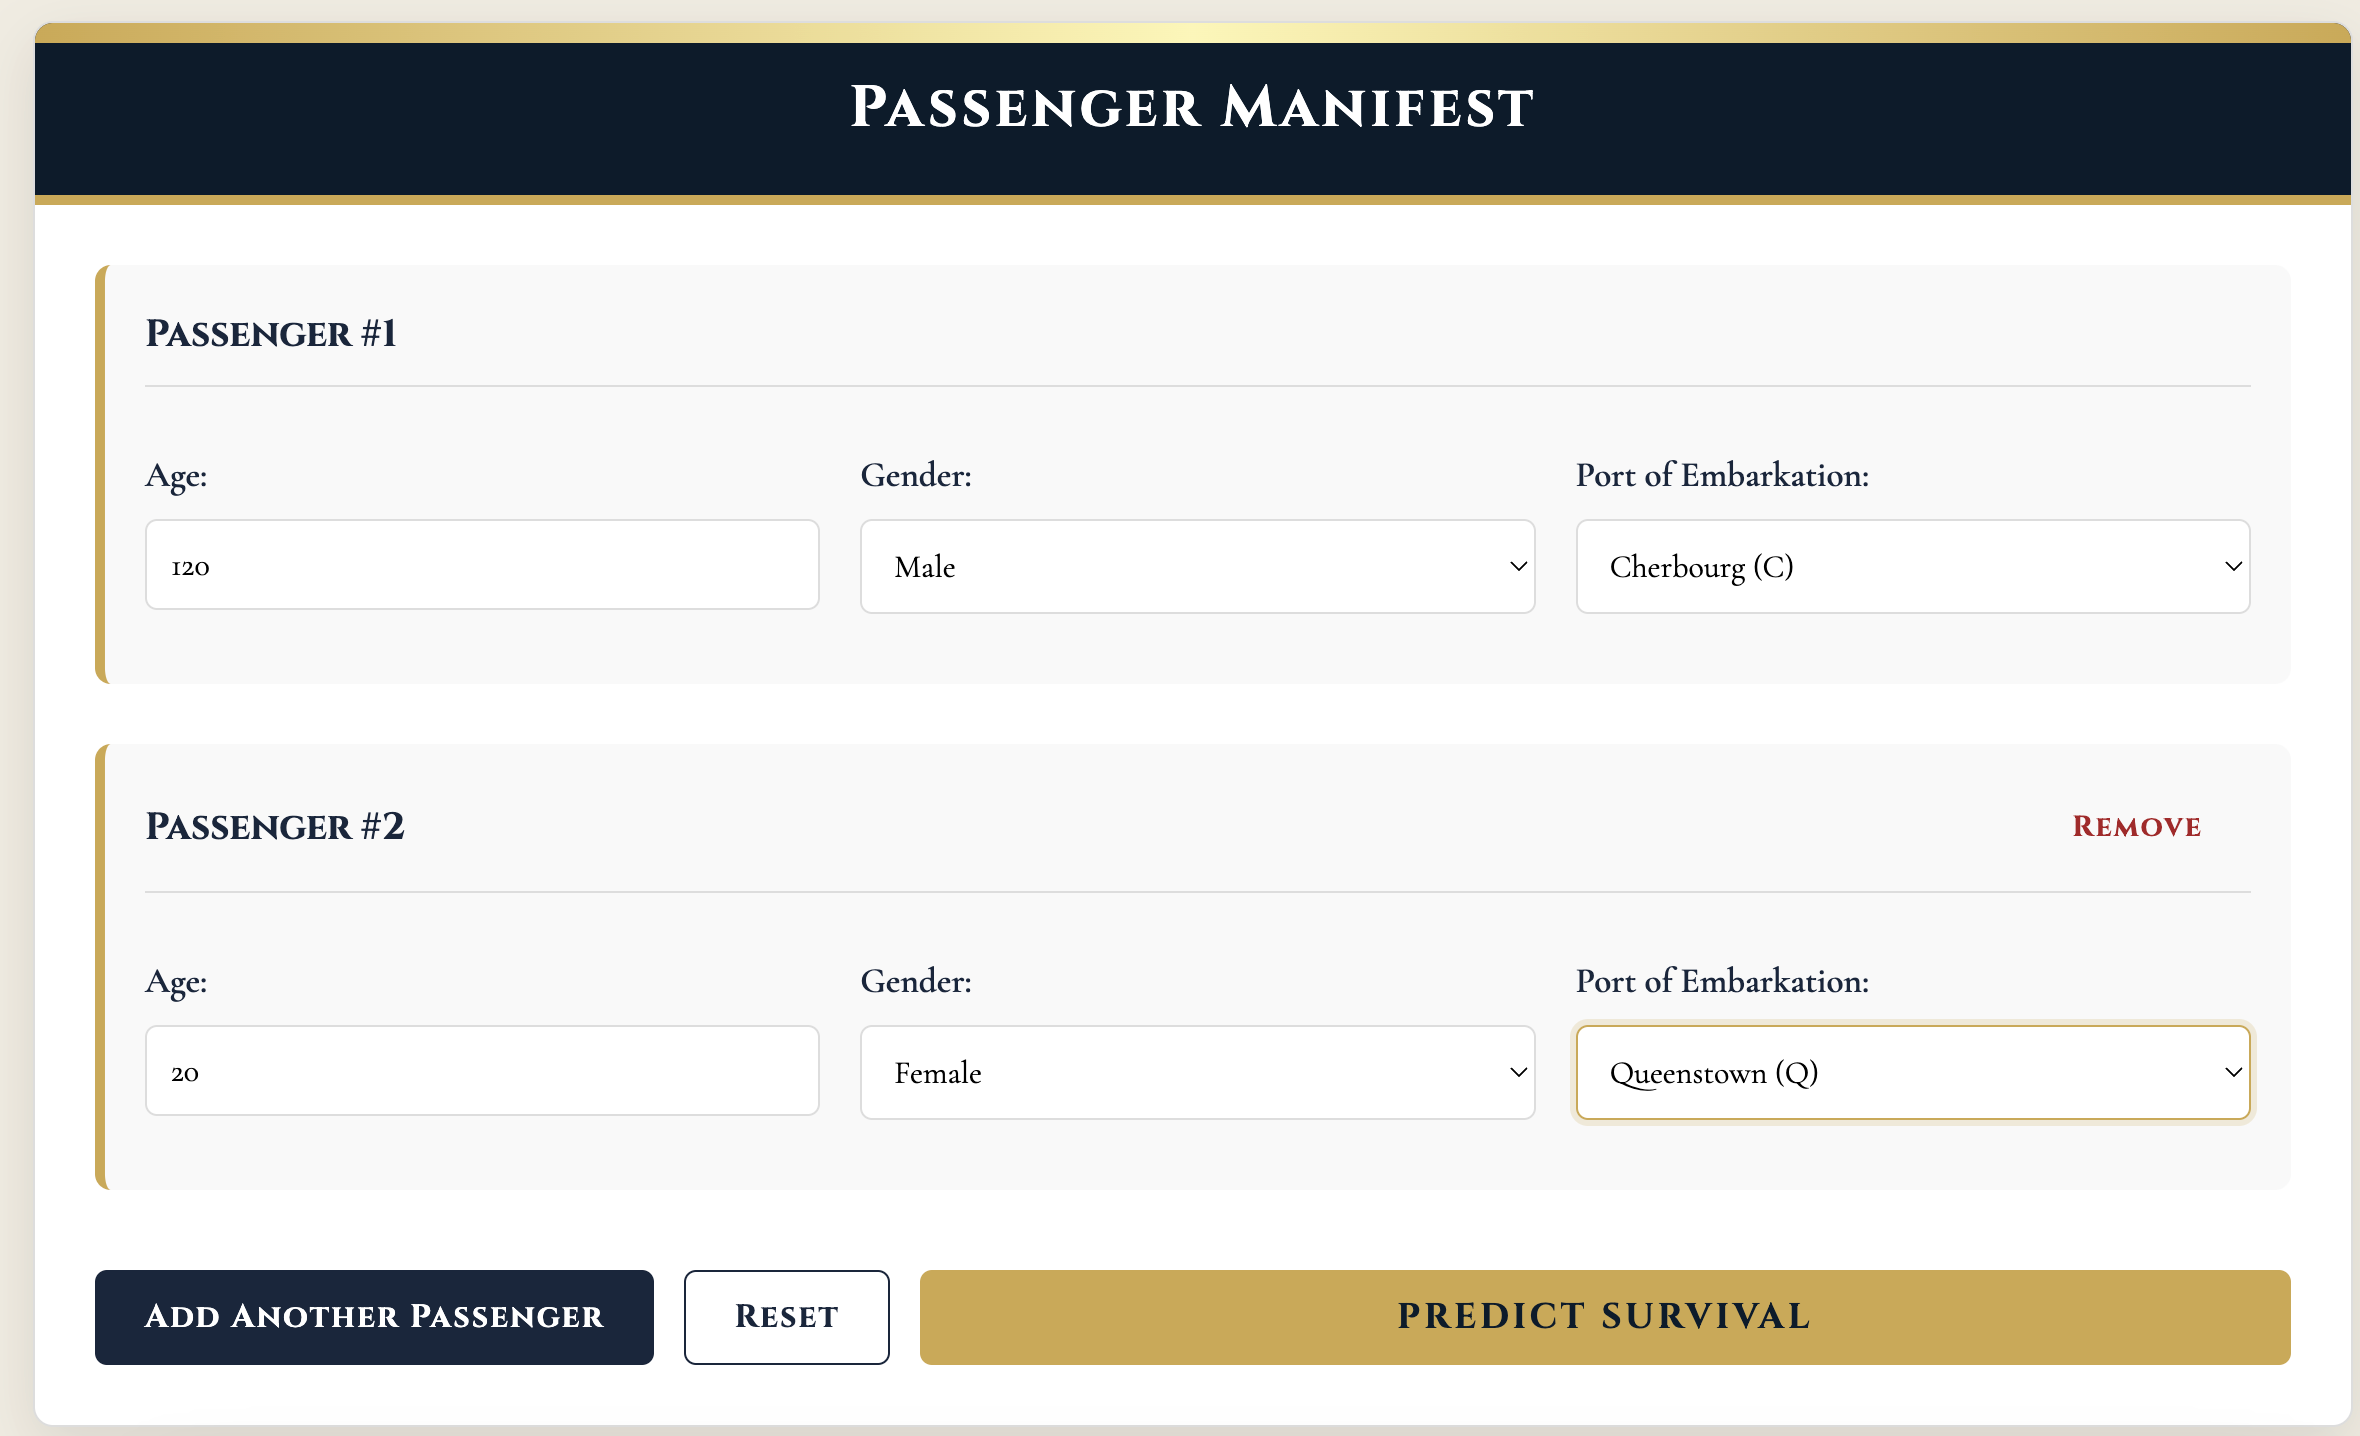 Passenger Manifest
Passenger #1
Age: Gender: Port of Embarkation:
120 Male Cherbourg (C)
Passenger #2 Remove
Age: Gender: Port of Embarkation:
20 Female Queenstown (Q)
Add Another Passenger Reset PREDICT SURVIVAL